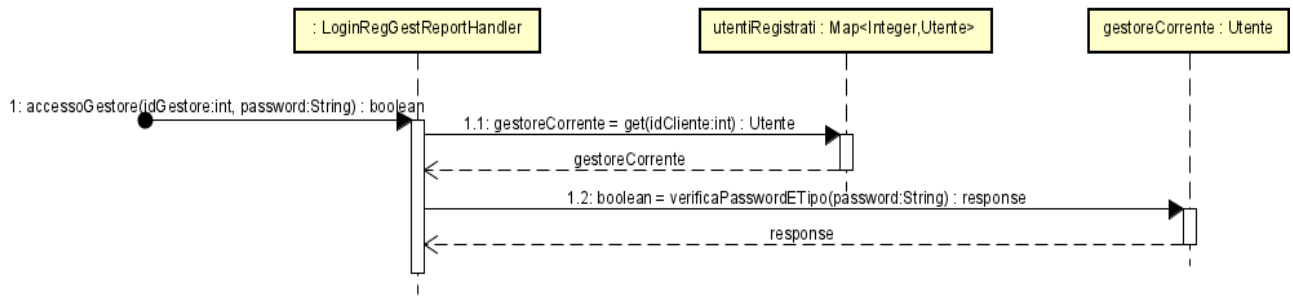 : LoginRegGestReportHandler
utentiRegistrati : Map<Integer,Utente>
gestoreCorrente : Utente
1: accessoGestore(idGestore:int, password:String) : boolean
1.1: gestoreCorrente = get(idCliente:int) : Utente
gestoreCorrente
1.2: boolean = verificaPasswordETipo(password:String) : response
response